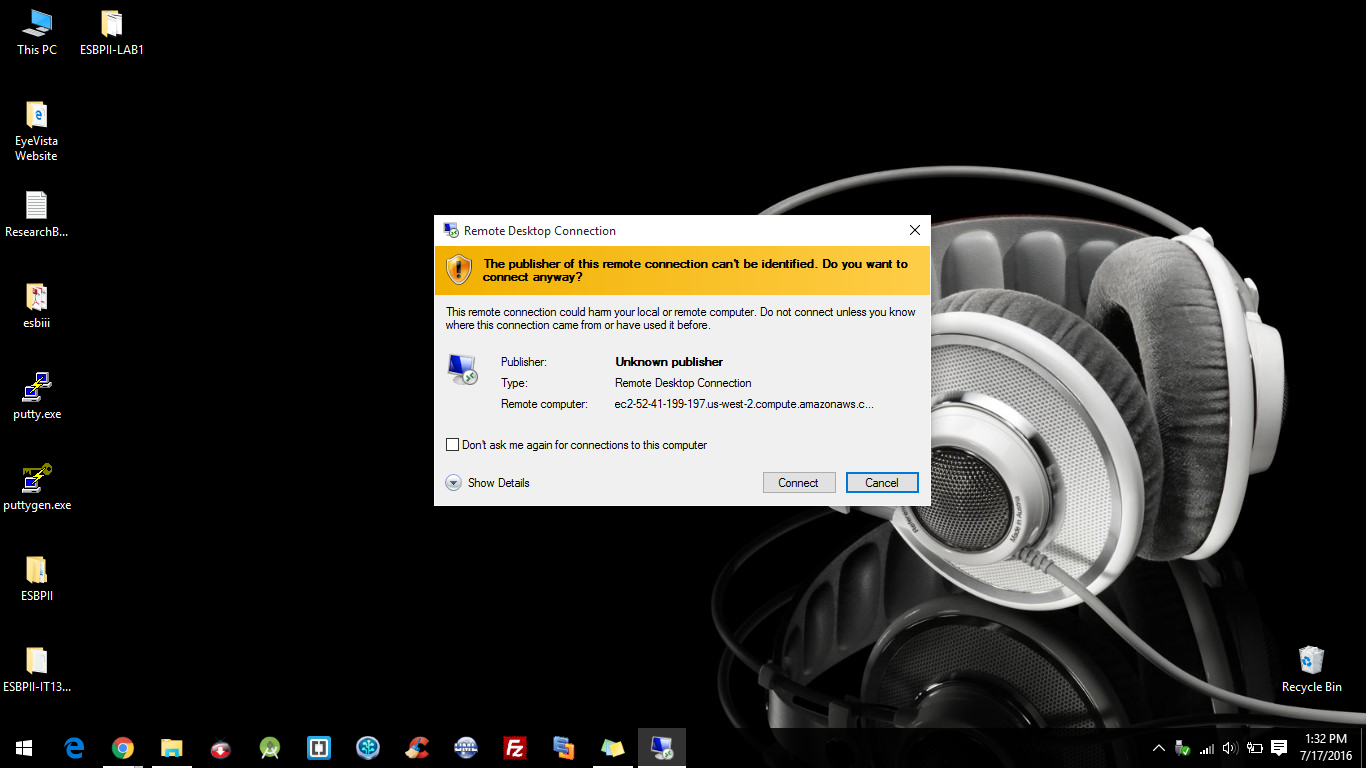 This PC
ESBPII-LAB1
EyeVista
Website
ResearchB...
esbiii
putty.exe
puttygen.exe
ESBPII
ESBPII-IT13...
Remote Desktop Connection
The publisher of this remote connection can't be identified. Do you want to
connect anyway?
This remote connection could harm your local or remote computer. Do not connect unless you know
where this connection came from or have used it before.
Publisher: Unknown publisher
Type: Remote Desktop Connection
Remote computer: ec2-52-41-199-197.us-west-2.compute.amazonaws.c...
Don't ask me again for connections to this computer
Show Details
Connect
Cancel
Made in Austria
Recycle Bin
UML
FZ
1:32 PM
7/17/2016